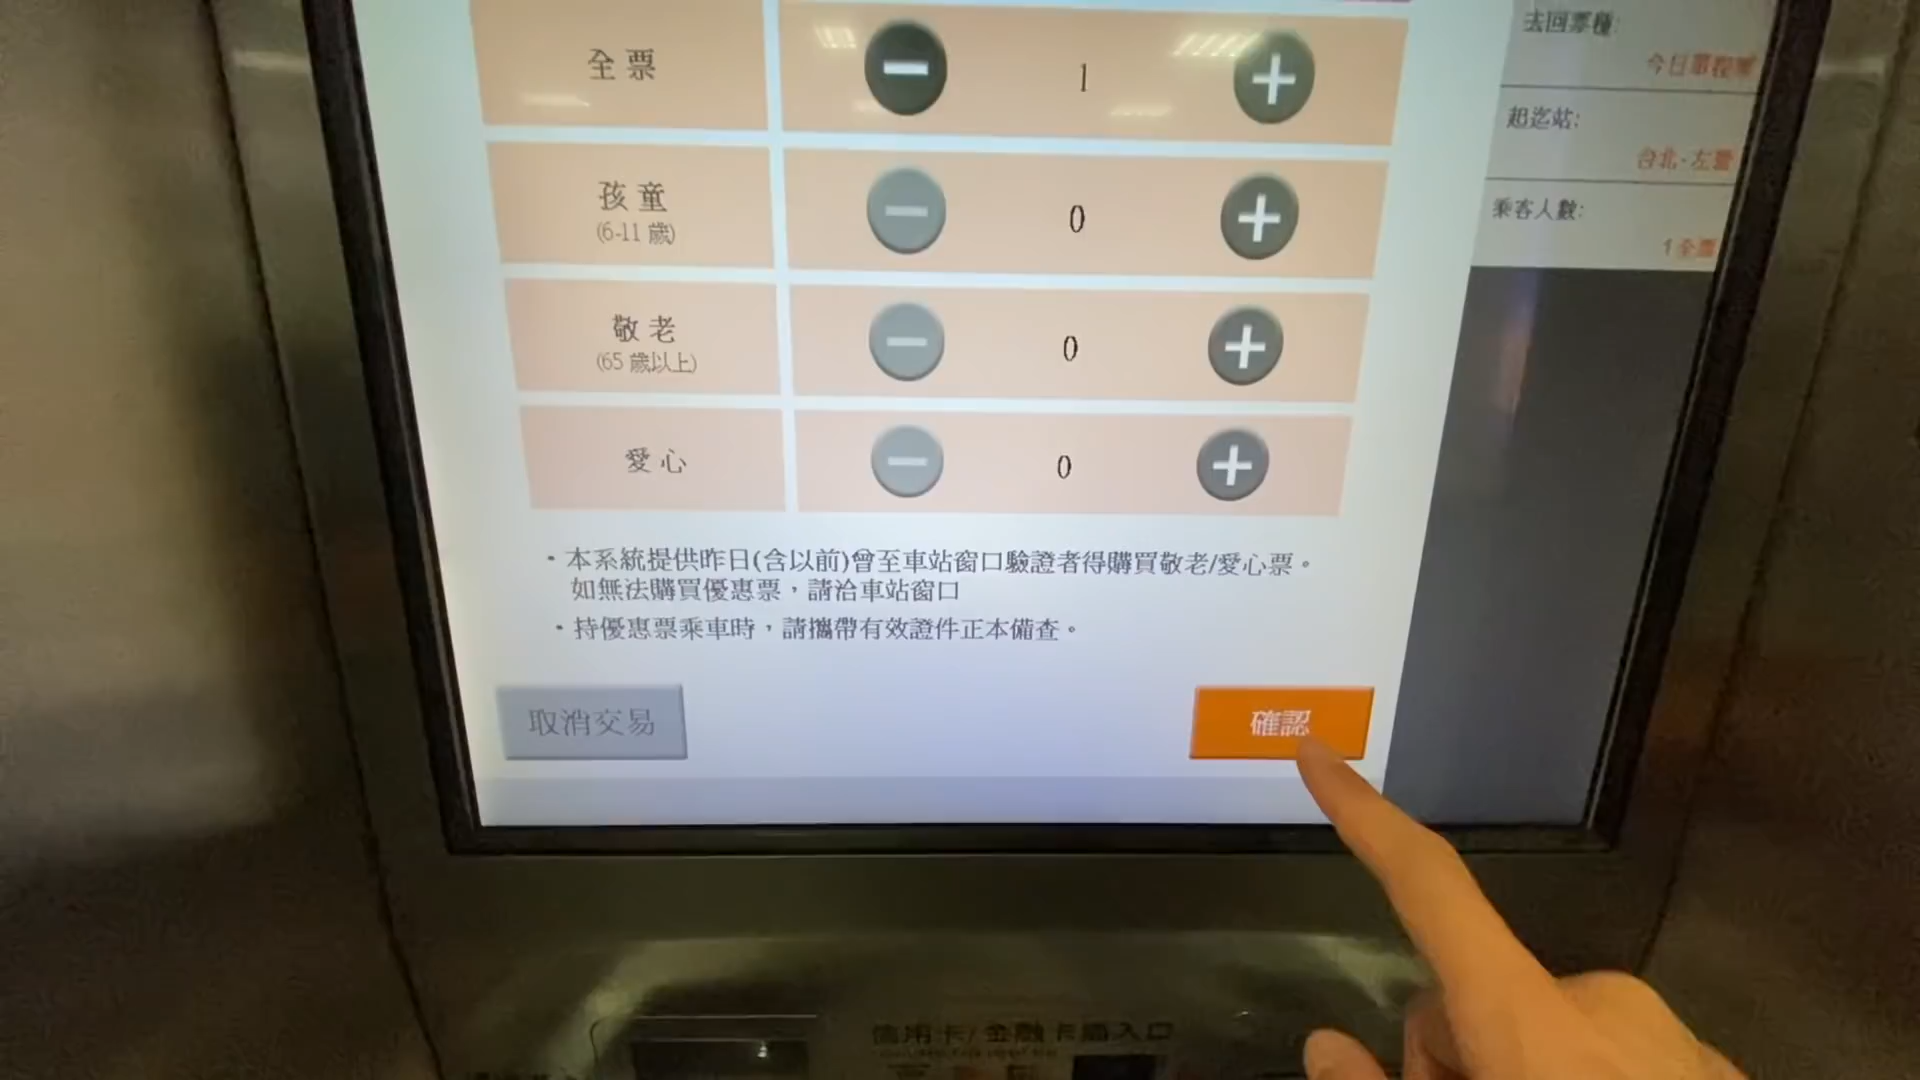 全票
1
去回票種:
今日單程票
孩童
(6-11 歲)
0
起迄站:
台北-左營
敬老
(65 歲以上)
0
乘客人數:
1全票
愛心
0
・本系統提供昨日(含以前)曾至車站窗口驗證者得購買敬老/愛心票。
如無法購買優惠票，請洽車站窗口
・持優惠票乘車時，請攜帶有效證件正本備查。
取消交易
確認
信用卡/金融卡插入口